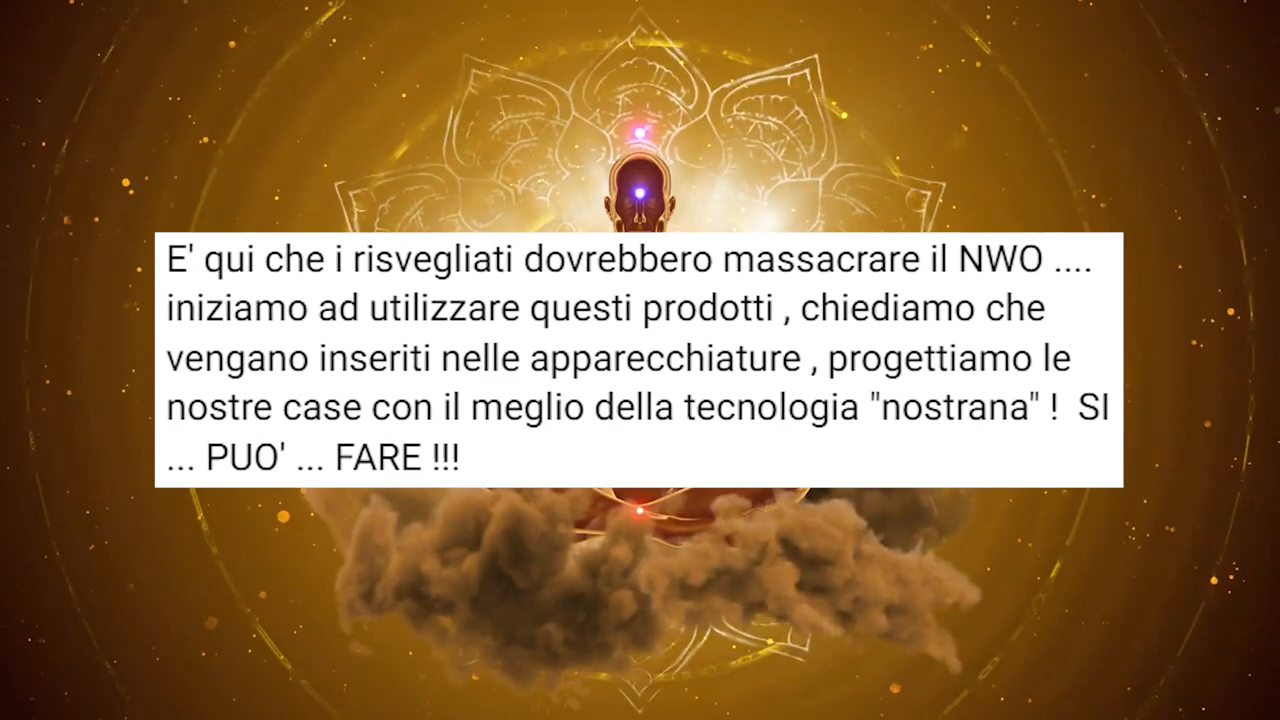 E' qui che i risvegliati dovrebbero massacrare il NWO ....
iniziamo ad utilizzare questi prodotti , chiediamo che
vengano inseriti nelle apparecchiature , progettiamo le
nostre case con il meglio della tecnologia "nostrana" !  SI
... PUO' ... FARE !!!